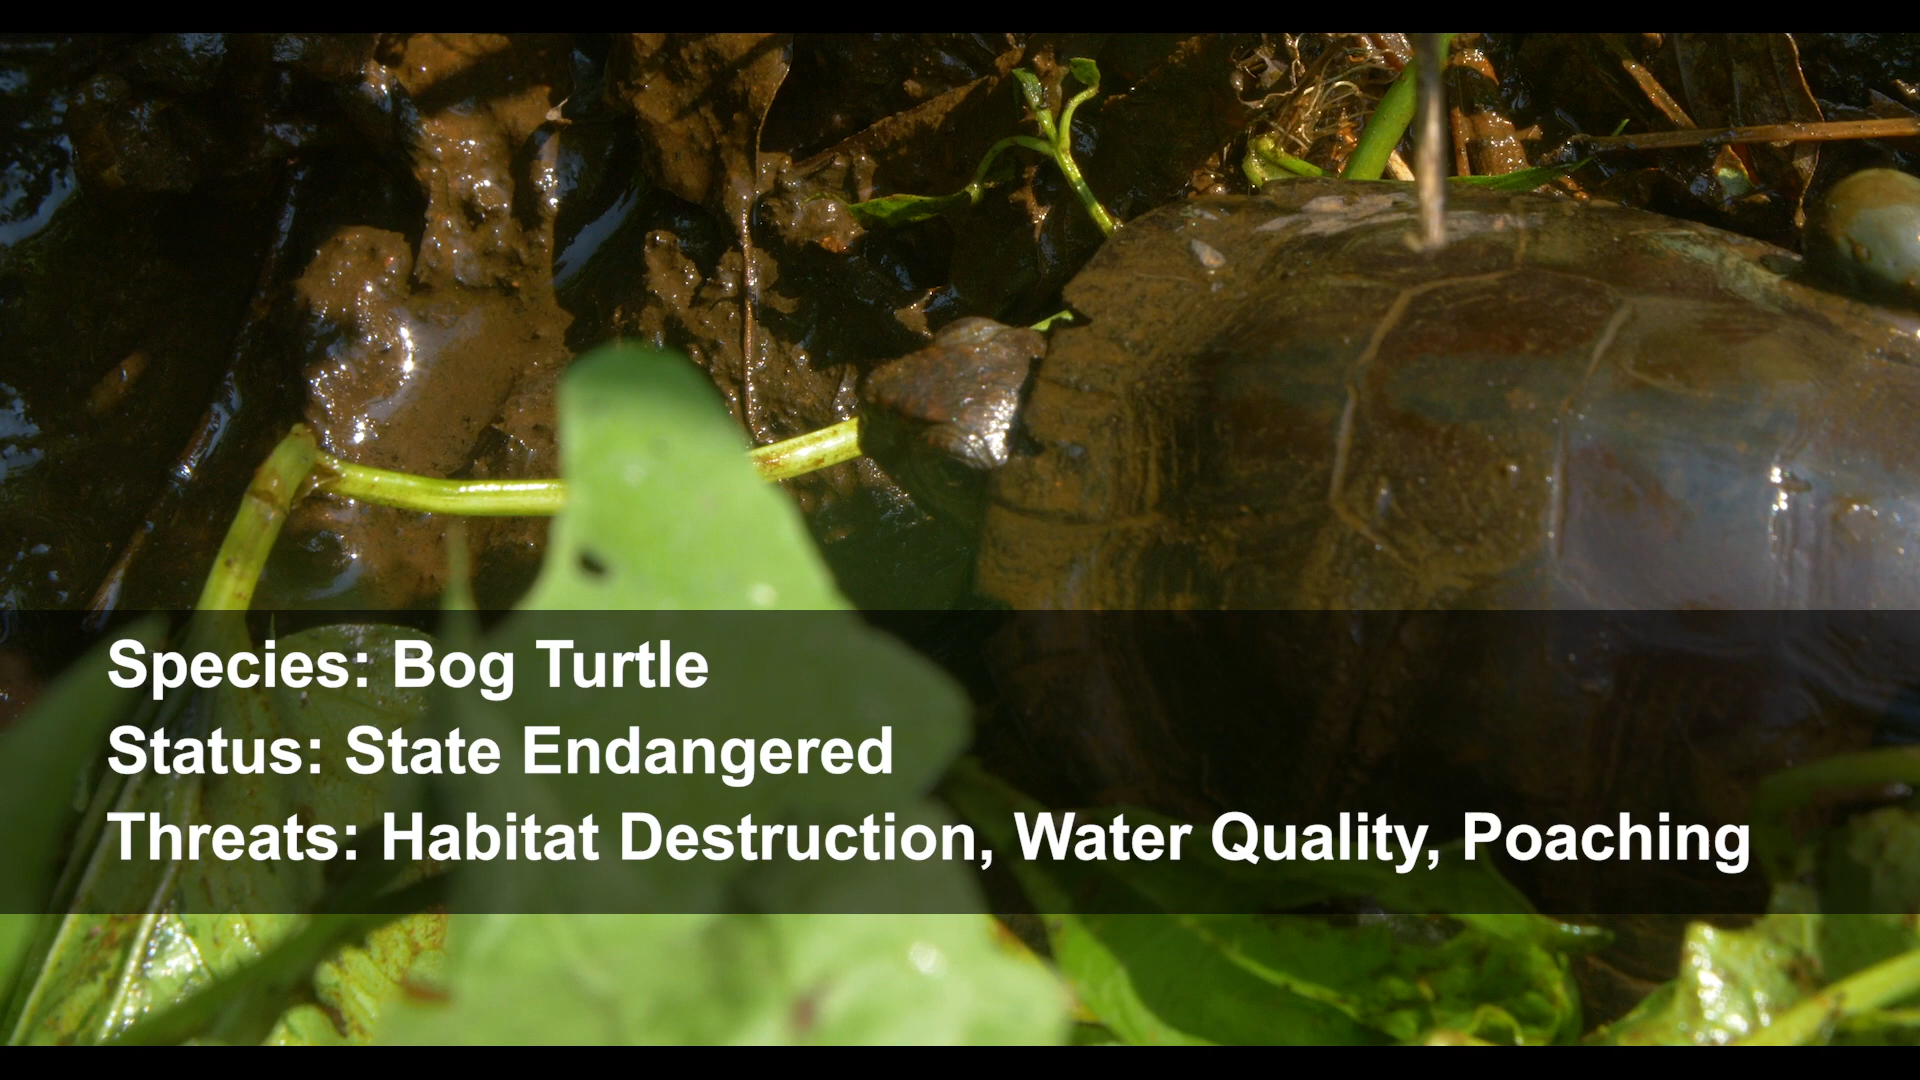 Species: Bog Turtle
Status: State Endangered
Threats: Habitat Destruction, Water Quality, Poaching